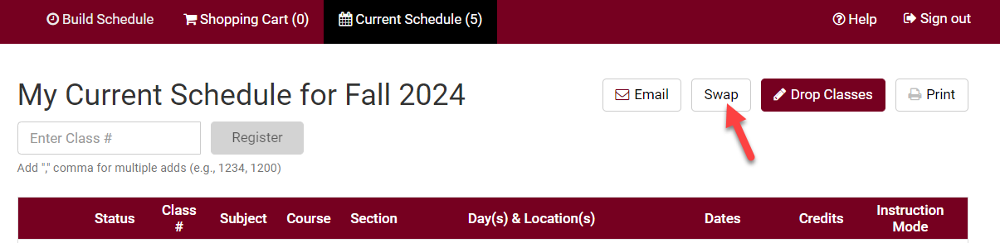 Build Schedule Shopping Cart (0) Current Schedule (5) Help Sign out
My Current Schedule for Fall 2024 Email Swap Drop Classes Print
Enter Class # Register
Add "," comma for multiple adds (e.g., 1234, 1200)
Status Class # Subject Course Section Day(s) & Location(s) Dates Credits Instruction Mode